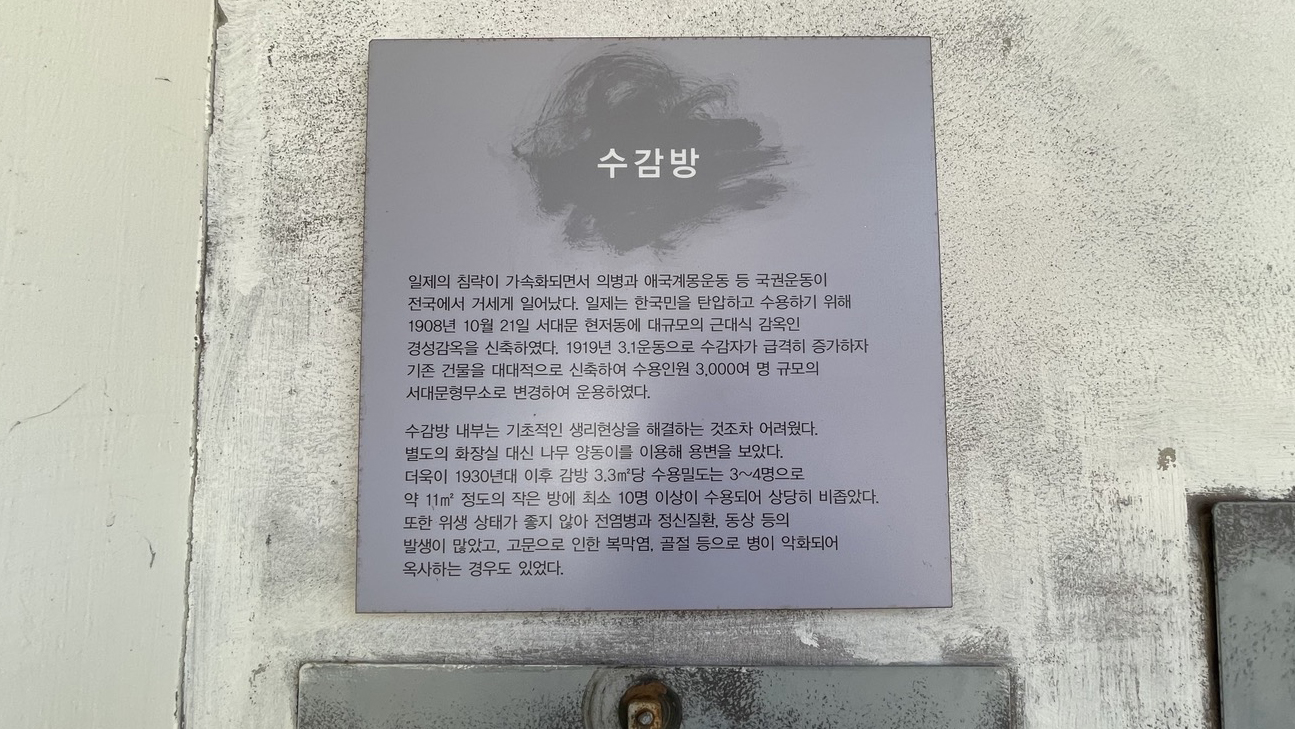 수감방
일제의 침략이 가속화되면서 의병과 애국계몽운동 등 국권운동이
전국에서 거세게 일어났다. 일제는 한국민을 탄압하고 수용하기 위해
1908년 10월 21일 서대문 현저동에 대규모의 근대식 감옥인
경성감옥을 신축하였다. 1919년 3.1운동으로 수감자가 급격히 증가하자
기존 건물을 대대적으로 신축하여 수용인원 3,000여 명 규모의
서대문형무소로 변경하여 운용하였다.
수감방 내부는 기초적인 생리현상을 해결하는 것조차 어려웠다.
별도의 화장실 대신 나무 양동이를 이용해 용변을 보았다.
더욱이 1930년대 이후 감방 3.3㎡당 수용밀도는 3~4명으로
약 11㎡ 정도의 작은 방에 최소 10명 이상이 수용되어 상당히 비좁았다.
또한 위생 상태가 좋지 않아 전염병과 정신질환, 동상 등의
발생이 많았고, 고문으로 인한 복막염, 골절 등으로 병이 악화되어
옥사하는 경우도 있었다.